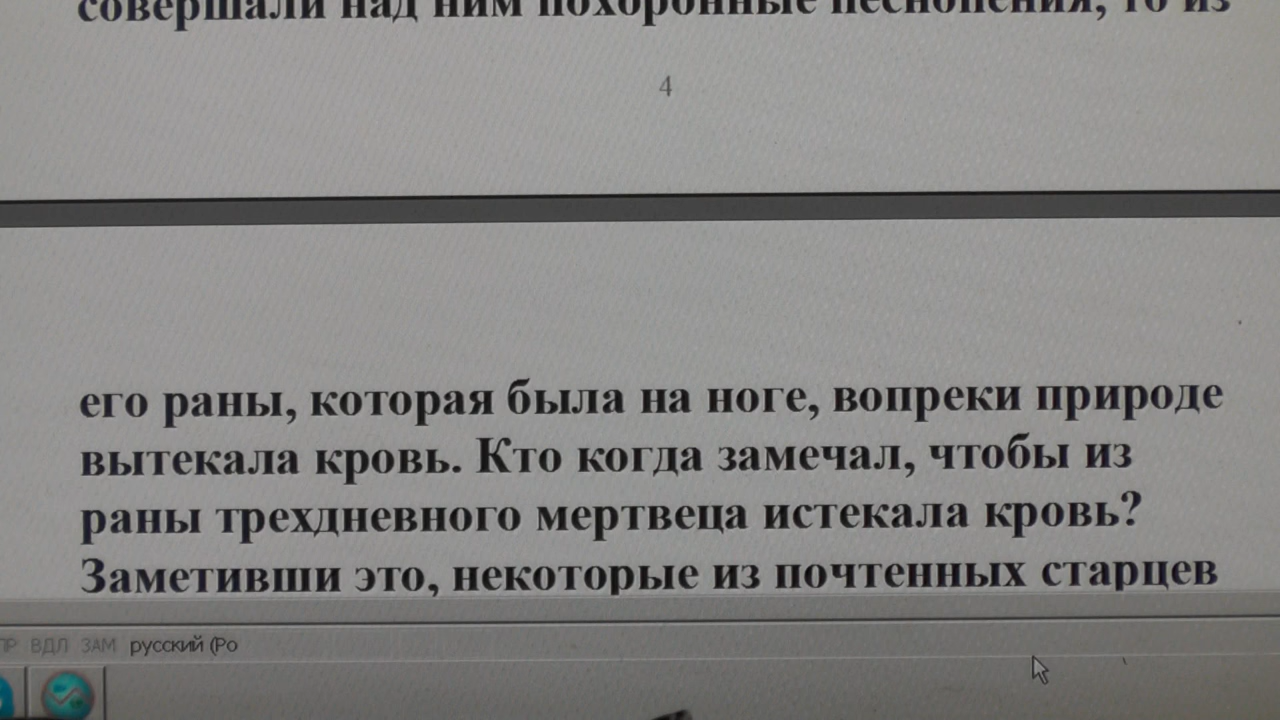 совершали над ним похоронные песнопения, то из
4
его раны, которая была на ноге, вопреки природе
вытекала кровь. Кто когда замечал, чтобы из
раны трехдневного мертвеца истекала кровь?
Заметивши это, некоторые из почтенных старцев
ВДЛ ЗАМ русский (Ро